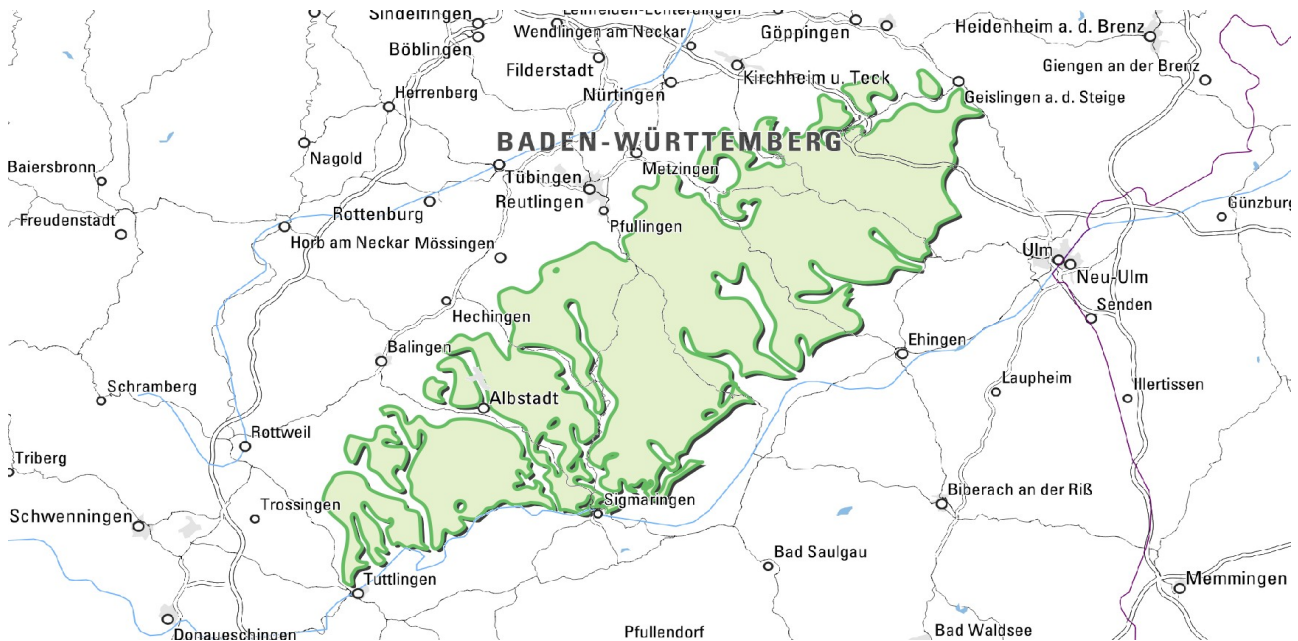 Sindelfingen
Leinfelden-Echterdingen
Wendlingen am Neckar
Göppingen
Heidenheim a. d. Brenz
Böblingen
Filderstadt
Kirchheim u. Teck
Giengen an der Brenz
Herrenberg
Nürtingen
Geislingen a. d. Steige
BADEN-WÜRTTEMBERG
Nagold
Baiersbronn
Metzingen
Tübingen
Reutlingen
Rottenburg
Freudenstadt
Günzburg
Pfullingen
Horb am Neckar
Mössingen
Ulm
Neu-Ulm
Senden
Hechingen
Ehingen
Balingen
Laupheim
Illertissen
Schramberg
Albstadt
Rottweil
Triberg
Biberach an der Riß
Trossingen
Sigmaringen
Schwenningen
Bad Saulgau
Tuttlingen
Memmingen
Donaueschingen
Pfullendorf
Bad Waldsee